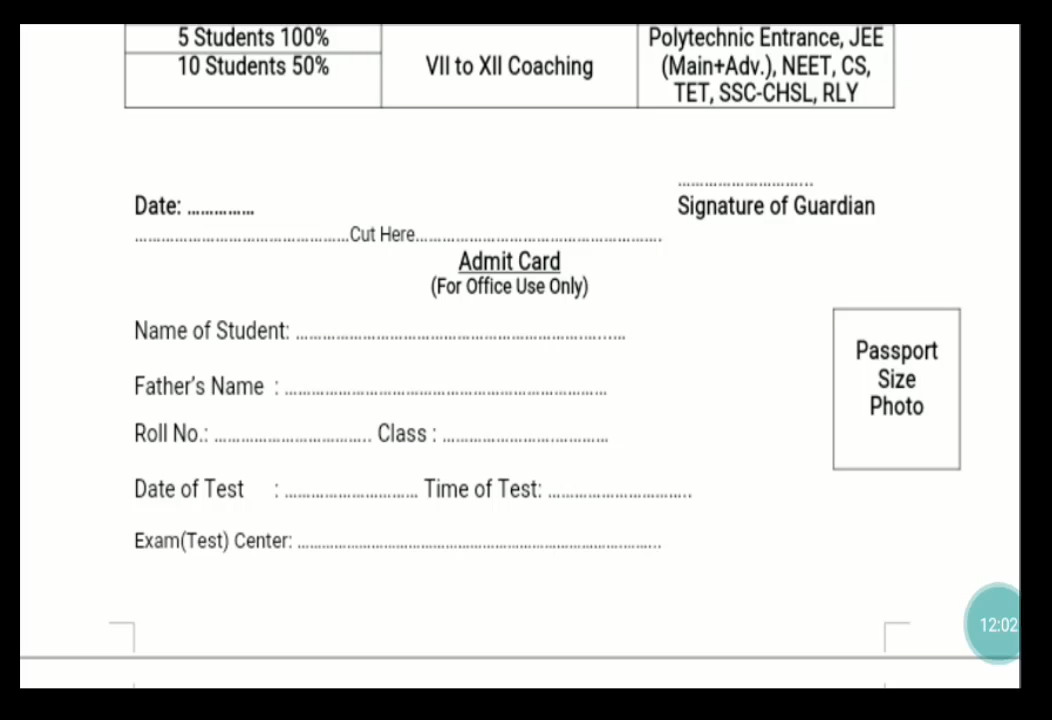 5 Students 100%
10 Students 50%
VII to XII Coaching
Polytechnic Entrance, JEE
(Main+Adv.), NEET, CS,
TET, SSC-CHSL, RLY
...........................
Date: ...............
Signature of Guardian
................................................Cut Here.......................................................
Admit Card
(For Office Use Only)
Name of Student: ..........................................................................
Father's Name : ........................................................................
Roll No.: ................................... Class : .....................................
Date of Test : .............................. Time of Test: ................................
Exam(Test) Center: .................................................................................
Passport
Size
Photo
12:02